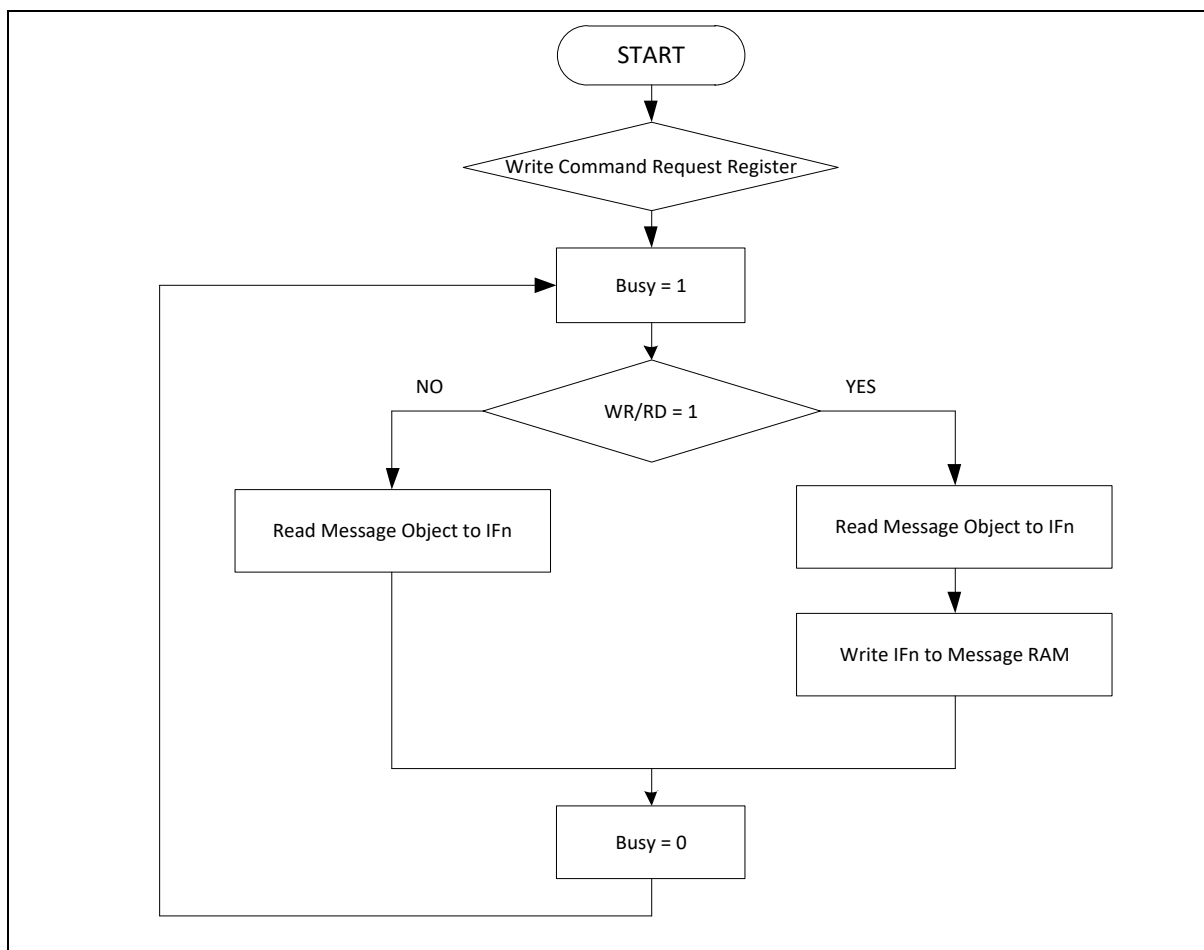 START
Write Command Request Register
Busy = 1
NO
YES
WR/RD = 1
Read Message Object to IFn
Read Message Object to IFn
Write IFn to Message RAM
Busy = 0